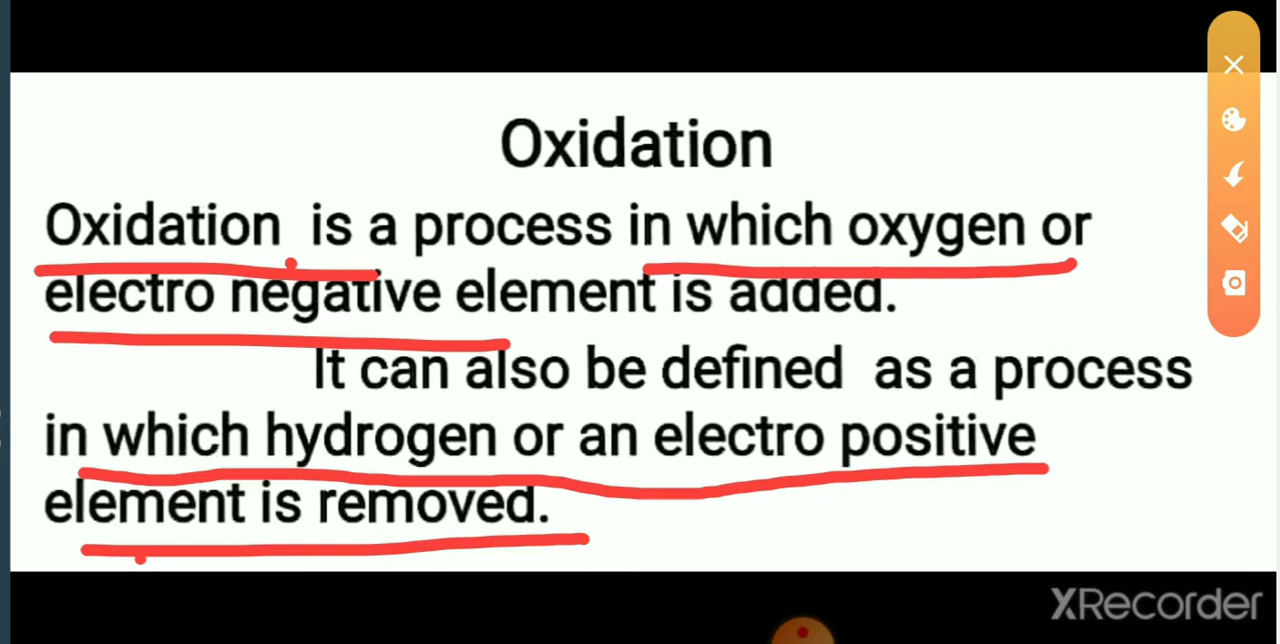 Oxidation
Oxidation is a process in which oxygen or
electro negative element is added.
It can also be defined as a process
in which hydrogen or an electro positive
element is removed.
XRecorder